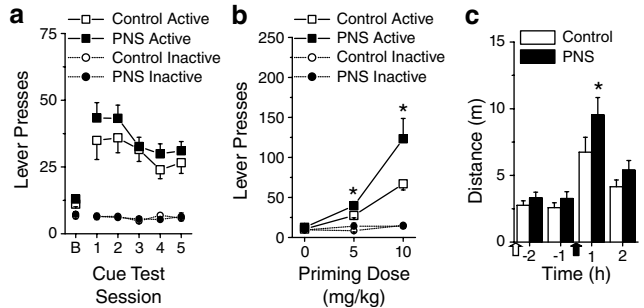 a
Control Active
PNS Active
Control Inactive
PNS Inactive
Lever Presses
75
50
25
0
B 1 2 3 4 5
Cue Test
Session
b
Control Active
PNS Active
Control Inactive
PNS Inactive
Lever Presses
250
200
150
100
50
0
*
*
0 5 10
Priming Dose
(mg/kg)
c
Control
PNS
Distance (m)
15
10
5
0
*
-2 -1 1 2
Time (h)